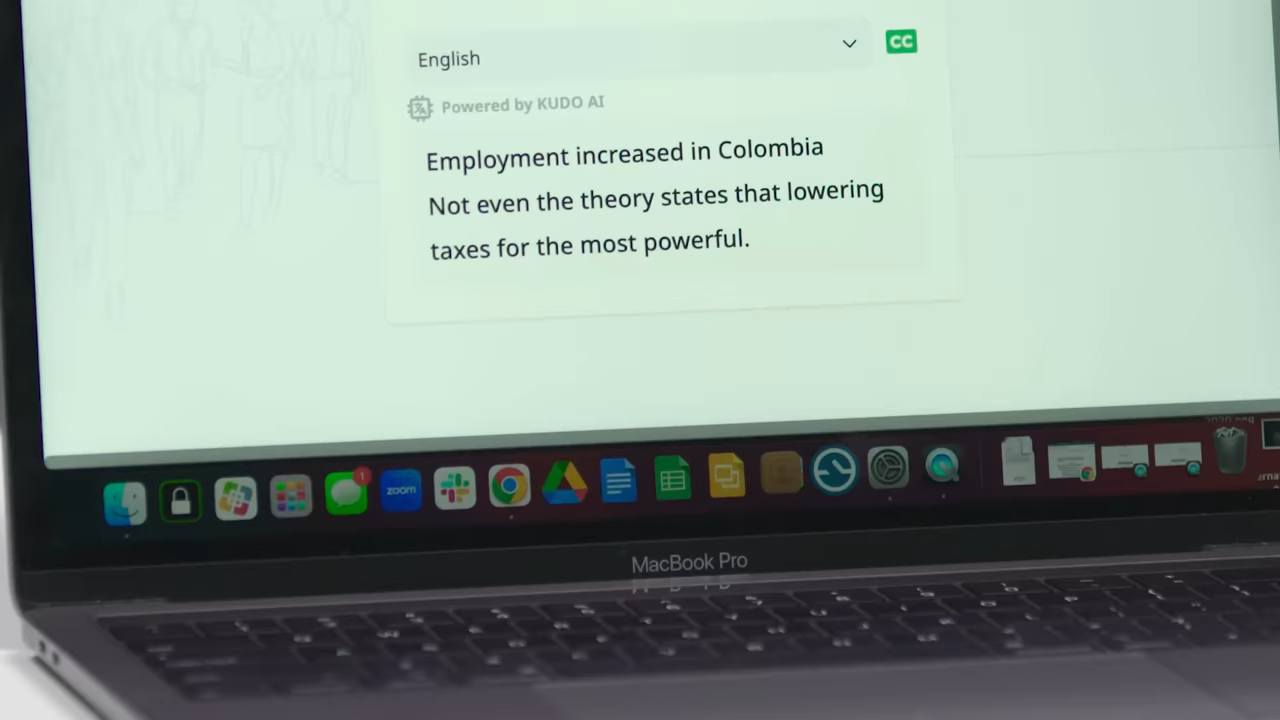 English
CC
Powered by KUDO AI
Employment increased in Colombia
Not even the theory states that lowering
taxes for the most powerful.
1
zoom
MacBook Pro